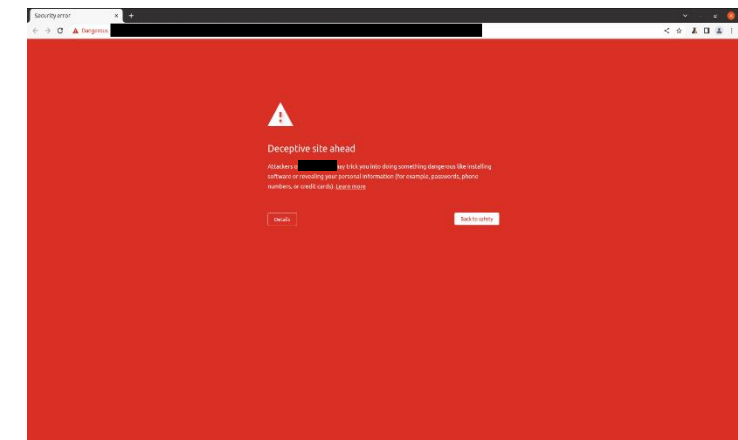 Security error
Dangerous
Deceptive site ahead
Attackers o may trick you into doing something dangerous like installing
software or revealing your personal information (for example, passwords, phone
numbers, or credit cards). Learn more
Details
Back to safety